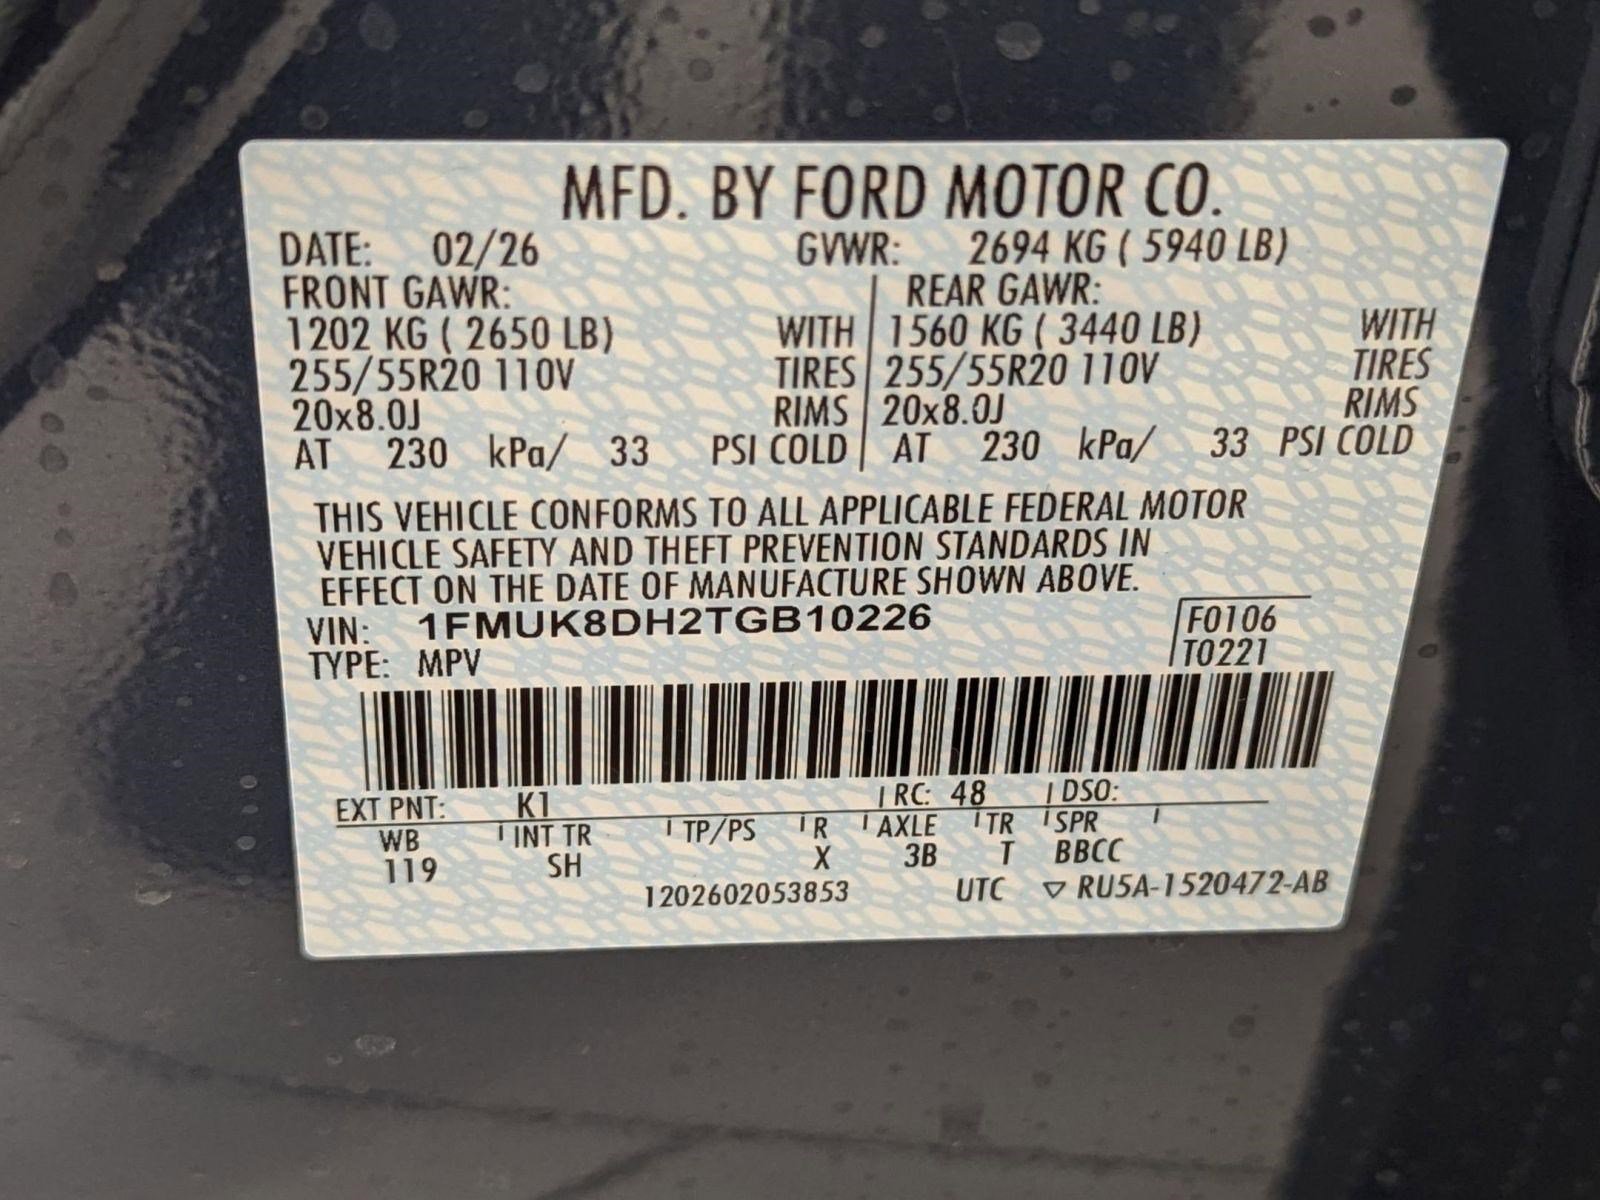 MFD. BY FORD MOTOR CO.
DATE: 02/26 GVWR: 2694 KG ( 5940 LB)
FRONT GAWR: REAR GAWR:
1202 KG ( 2650 LB) WITH 1560 KG ( 3440 LB) WITH
255/55R20 110V TIRES 255/55R20 110V TIRES
20x8.0J RIMS 20x8.0J RIMS
AT 230 kPa/ 33 PSI COLD AT 230 kPa/ 33 PSI COLD
THIS VEHICLE CONFORMS TO ALL APPLICABLE FEDERAL MOTOR
VEHICLE SAFETY AND THEFT PREVENTION STANDARDS IN
EFFECT ON THE DATE OF MANUFACTURE SHOWN ABOVE.
VIN: 1FMUK8DH2TGB10226 F0106
TYPE: MPV T0221
EXT PNT: K1 RC: 48 DSO:
WB INT TR TP/PS R AXLE TR SPR
119 SH X 3B T BBCC
1202602053853 UTC ▽ RU5A-1520472-AB